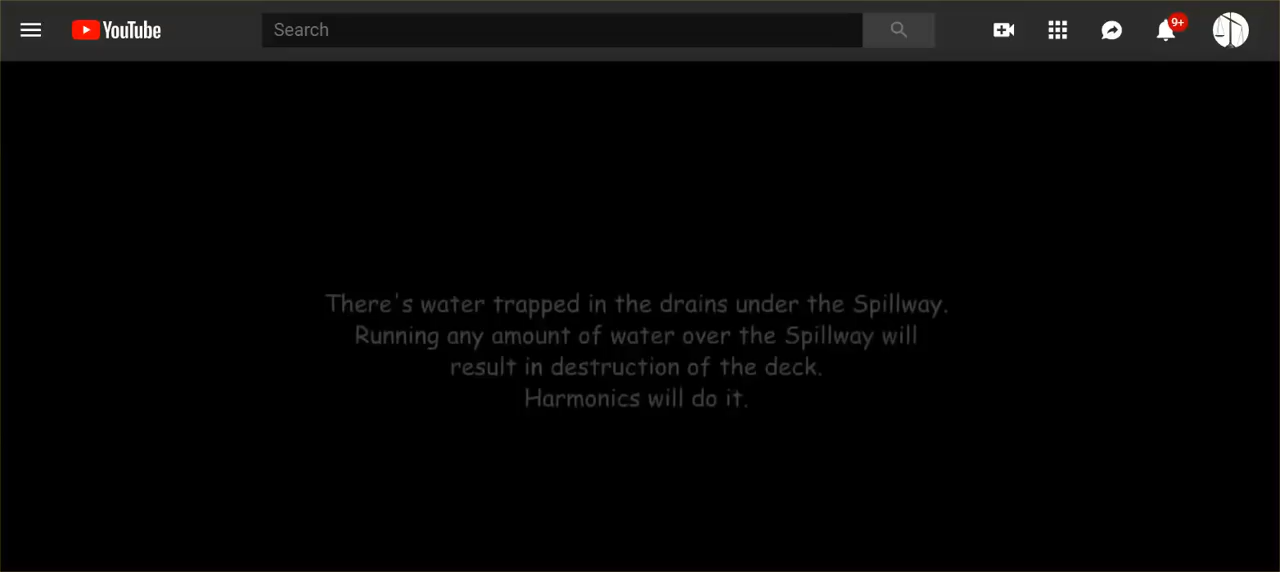 YouTube
Search
9+
There's water trapped in the drains under the Spillway.
Running any amount of water over the Spillway will
result in destruction of the deck.
Harmonics will do it.